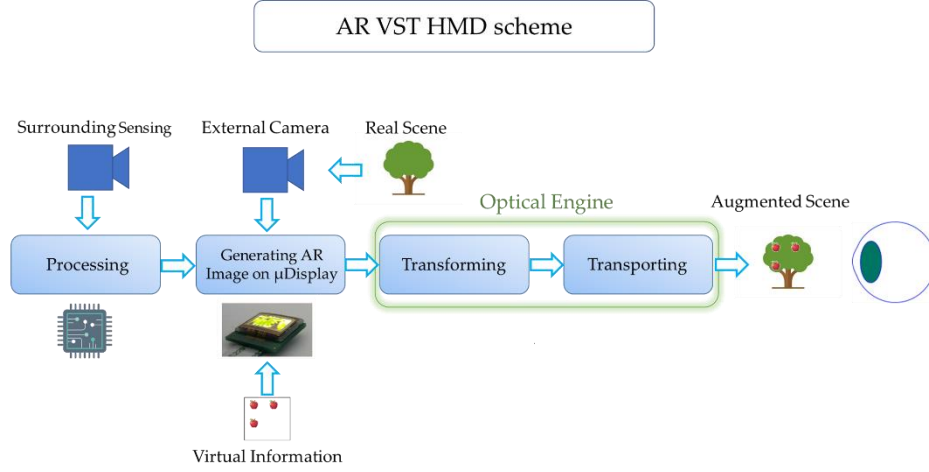 AR VST HMD scheme
Surrounding Sensing
External Camera
Real Scene
Optical Engine
Augmented Scene
Processing
Generating AR
Image on μDisplay
Transforming
Transporting
Virtual Information